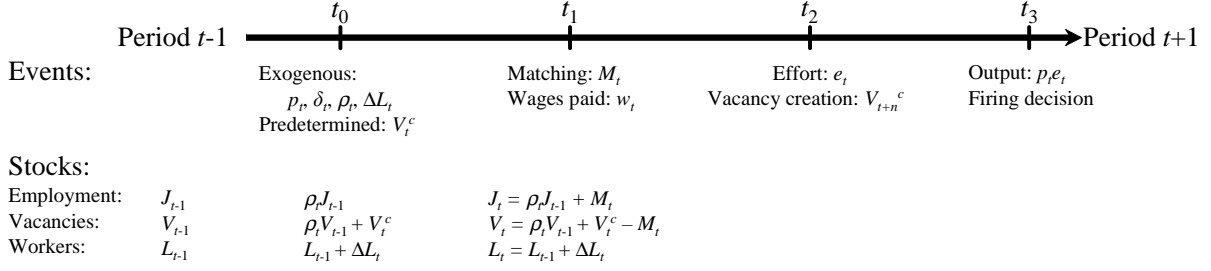 t₀ t₁ t₂ t₃
Period t-1 Period t+1
Events: Exogenous: Matching: Mₜ Effort: eₜ Output: pₜeₜ
pₜ, δₜ, ρₜ, ΔLₜ Wages paid: wₜ Vacancy creation: Vₜ₊ₙᶜ Firing decision
Predetermined: Vₜᶜ
Stocks:
Employment: Jₜ₋₁ ρₜJₜ₋₁ Jₜ = ρₜJₜ₋₁ + Mₜ
Vacancies: Vₜ₋₁ ρₜVₜ₋₁ + Vₜᶜ Vₜ = ρₜVₜ₋₁ + Vₜᶜ – Mₜ
Workers: Lₜ₋₁ Lₜ₋₁ + ΔLₜ Lₜ = Lₜ₋₁ + ΔLₜ